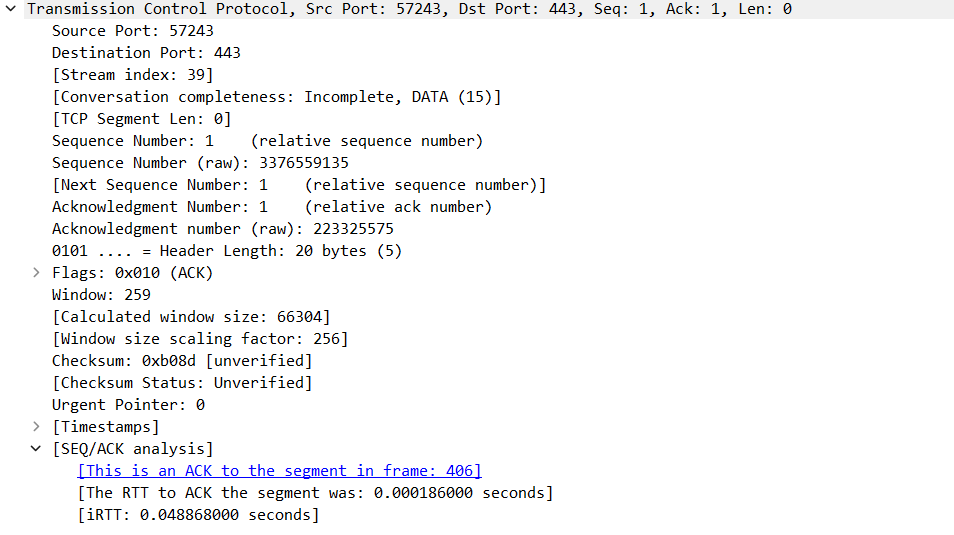 Transmission Control Protocol, Src Port: 57243, Dst Port: 443, Seq: 1, Ack: 1, Len: 0
Source Port: 57243
Destination Port: 443
[Stream index: 39]
[Conversation completeness: Incomplete, DATA (15)]
[TCP Segment Len: 0]
Sequence Number: 1    (relative sequence number)
Sequence Number (raw): 3376559135
[Next Sequence Number: 1    (relative sequence number)]
Acknowledgment Number: 1    (relative ack number)
Acknowledgment number (raw): 223325575
0101 .... = Header Length: 20 bytes (5)
Flags: 0x010 (ACK)
Window: 259
[Calculated window size: 66304]
[Window size scaling factor: 256]
Checksum: 0xb08d [unverified]
[Checksum Status: Unverified]
Urgent Pointer: 0
[Timestamps]
[SEQ/ACK analysis]
[This is an ACK to the segment in frame: 406]
[The RTT to ACK the segment was: 0.000186000 seconds]
[iRTT: 0.048868000 seconds]